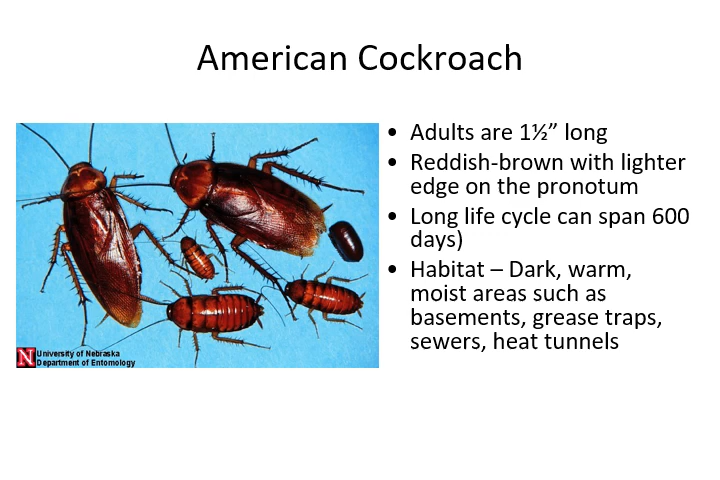 American Cockroach
• Adults are 1½” long
• Reddish-brown with lighter
edge on the pronotum
• Long life cycle can span 600
days)
• Habitat – Dark, warm,
moist areas such as
basements, grease traps,
sewers, heat tunnels
N University of Nebraska
Department of Entomology